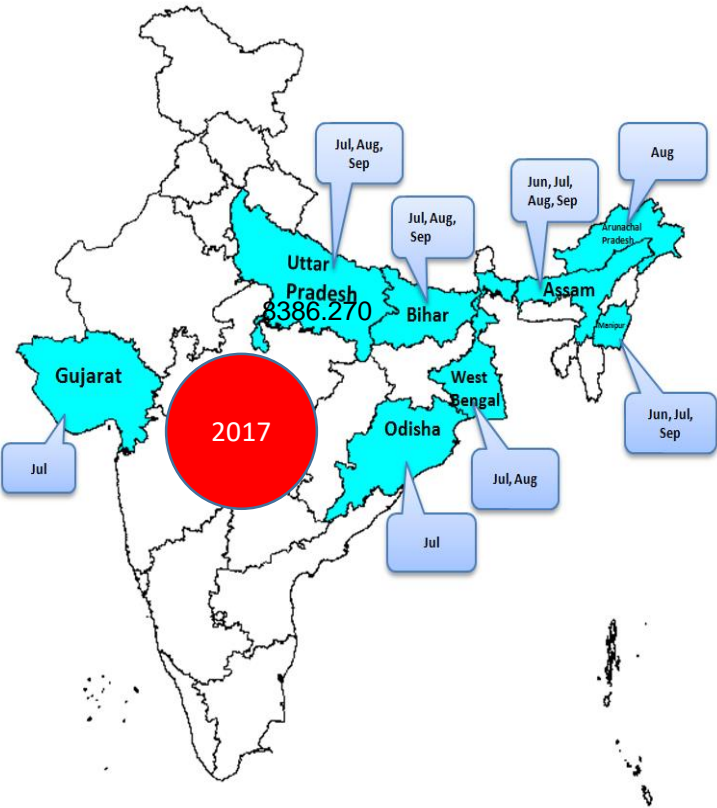 Jul, Aug,
Sep
Aug
Jun, Jul,
Aug, Sep
Jul, Aug,
Sep
Arunachal
Pradesh
Uttar
Pradesh
8386.270
Assam
Bihar
Manipur
Gujarat
West
Bengal
Jun, Jul,
Sep
2017
Odisha
Jul
Jul, Aug
Jul